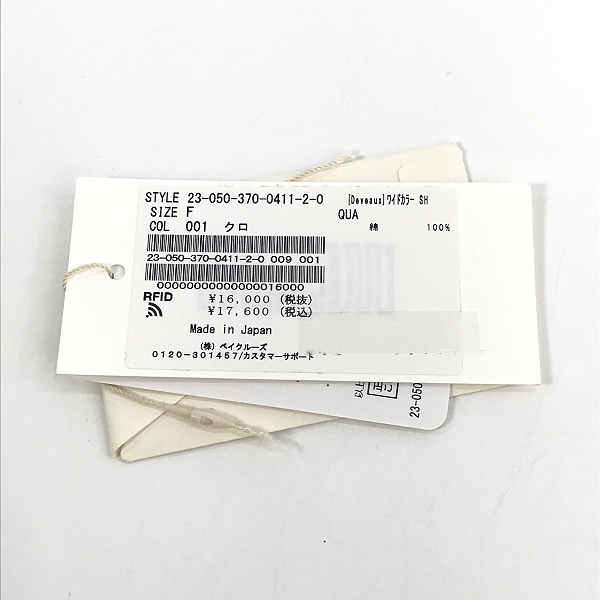 STYLE 23-050-370-0411-2-0 [Deveaux]ワイドカラー SH
SIZE F QUA
COL 001 クロ 綿 100%
23-050-370-0411-2-0 009 001
00000000000000016000
RFID ¥16,000 (税抜)
¥17,600 (税込)
Made in Japan
(株) ベイクルーズ
0120-301457/カスタマーサポート
23-050